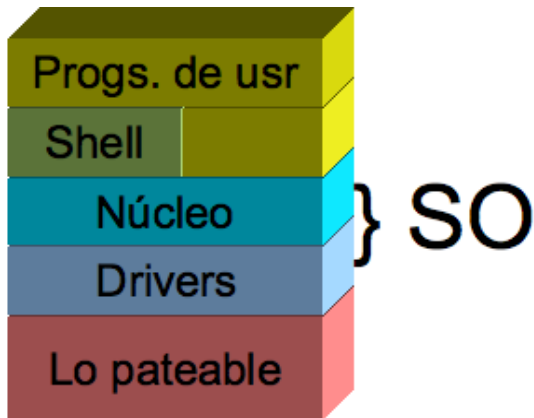 Progs. de usr
Shell
Núcleo
} SO
Drivers
Lo pateable